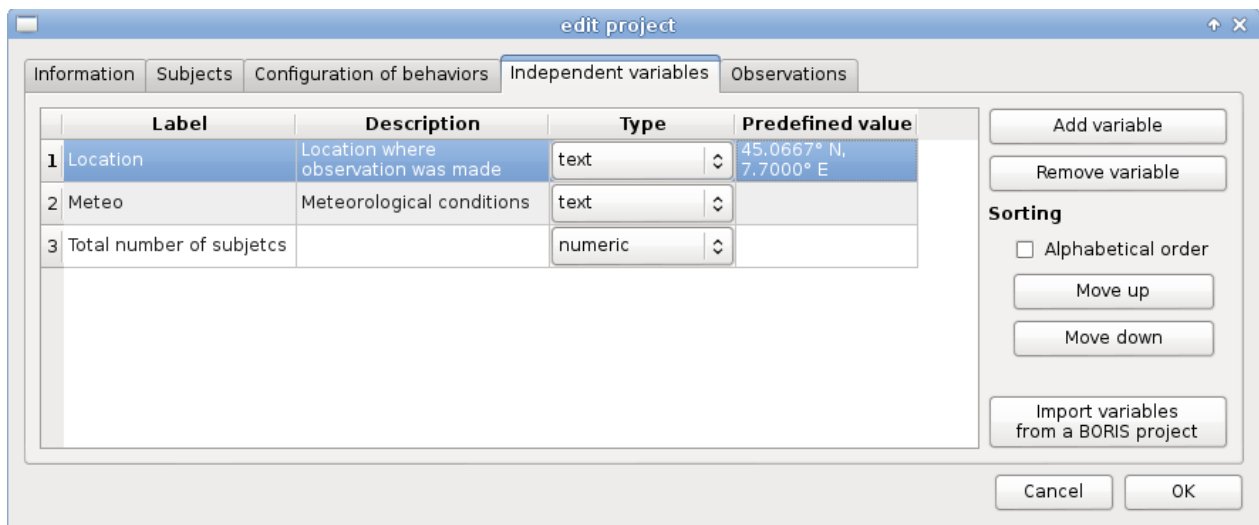 edit project
Information Subjects Configuration of behaviors Independent variables Observations
Label Description Type Predefined value
1 Location Location where observation was made text 45.0667° N, 7.7000° E
2 Meteo Meteorological conditions text
3 Total number of subjetcs numeric
Add variable
Remove variable
Sorting
Alphabetical order
Move up
Move down
Import variables
from a BORIS project
Cancel OK